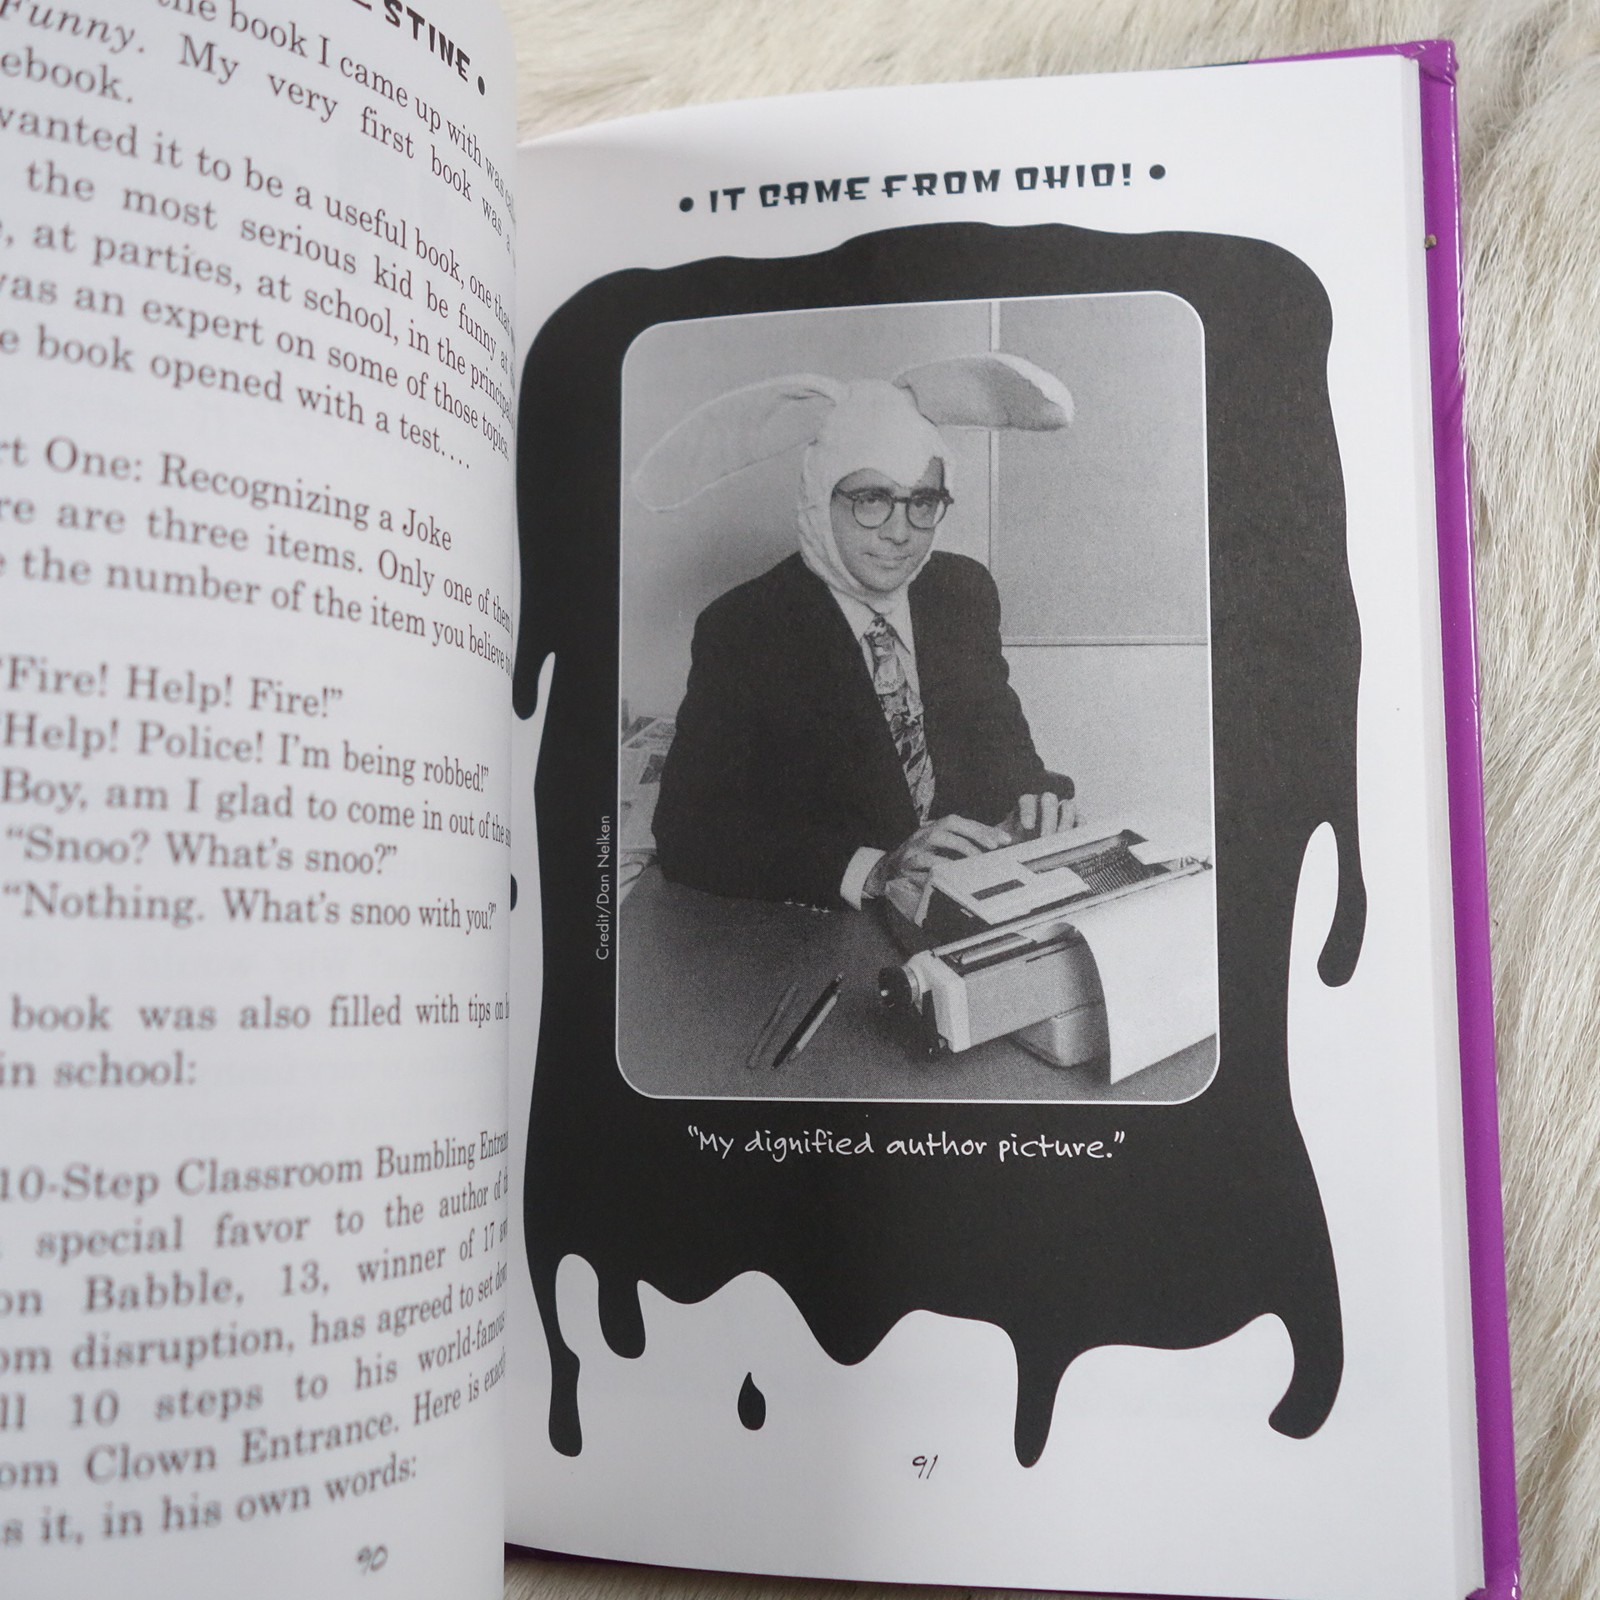 STINE •
the book I came up with was
Funny. My very first book was a
ebook.
wanted it to be a useful book, one that
the most serious kid be funny at
, at parties, at school, in the principal
was an expert on some of those topics.
e book opened with a test....
rt One: Recognizing a Joke
re are three items. Only one of them
e the number of the item you believe
“Fire! Help! Fire!”
“Help! Police! I’m being robbed!”
Boy, am I glad to come in out of the
“Snoo? What’s snoo?”
“Nothing. What’s snoo with you?”
book was also filled with tips on
in school:
10-Step Classroom Bumbling
special favor to the author of
on Babble, 13, winner of 17
om disruption, has agreed to set down
ll 10 steps to his world-famous
om Clown Entrance. Here is
s it, in his own words:
90
• IT CAME FROM OHIO! •
Credit/Dan Nelken
“My dignified author picture.”
91